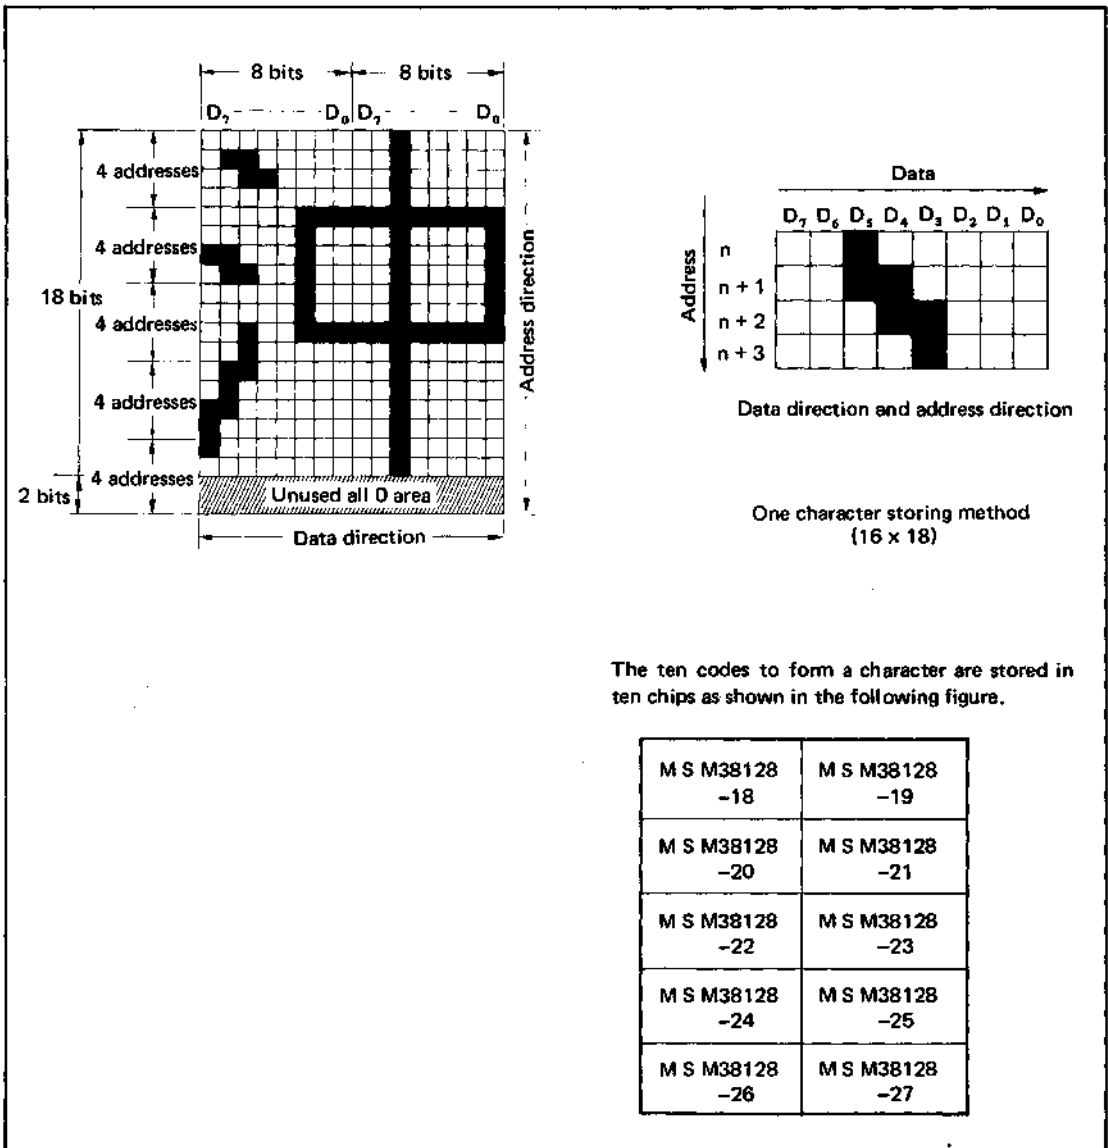 8 bits 8 bits
D₇ D₀ D₇ D₀
4 addresses
4 addresses
18 bits
4 addresses
4 addresses
4 addresses
2 bits
Unused all 0 area
Data direction
Address direction
Data
D₇ D₆ D₅ D₄ D₃ D₂ D₁ D₀
Address
n
n + 1
n + 2
n + 3
Data direction and address direction
One character storing method
(16 x 18)
The ten codes to form a character are stored in
ten chips as shown in the following figure.
M S M38128 M S M38128
–18 –19
M S M38128 M S M38128
–20 –21
M S M38128 M S M38128
–22 –23
M S M38128 M S M38128
–24 –25
M S M38128 M S M38128
–26 –27